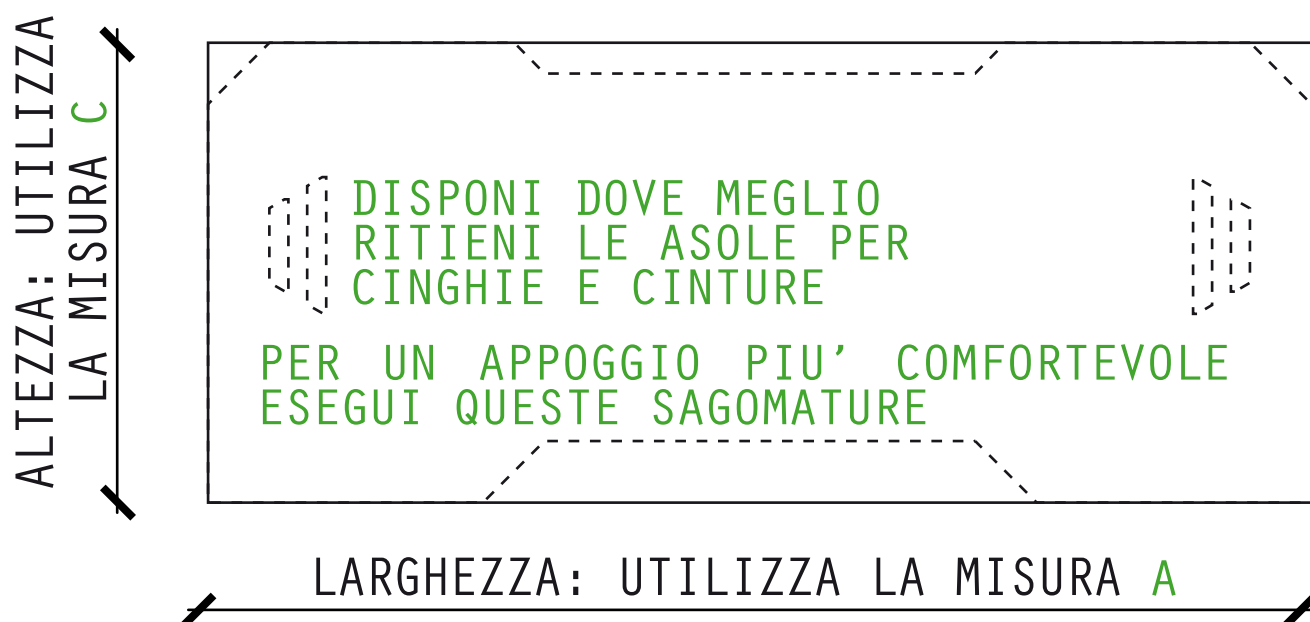 ALTEZZA: UTILIZZA
LA MISURA C
DISPONI DOVE MEGLIO
RITIENI LE ASOLE PER
CINGHIE E CINTURE
PER UN APPOGGIO PIU’ COMFORTEVOLE
ESEGUI QUESTE SAGOMATURE
LARGHEZZA: UTILIZZA LA MISURA A